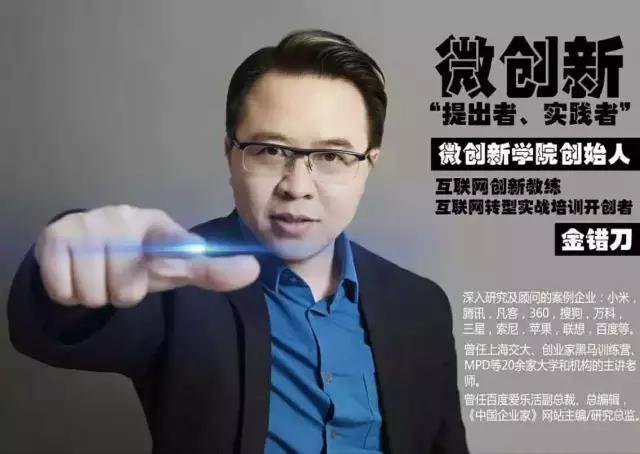 微创新
“提出者、实践者”
微创新学院创始人
互联网创新教练
互联网转型实战培训开创者
金错刀
深入研究及顾问的案例企业：小米，
腾讯，凡客，360，搜狗，万科，
三星，索尼，苹果，联想，百度等。
曾任上海交大、创业家黑马训练营、
MPD等20余家大学和机构的主讲老
师。
曾任百度爱乐活副总裁、总编辑，
《中国企业家》网站主编/研究总监。